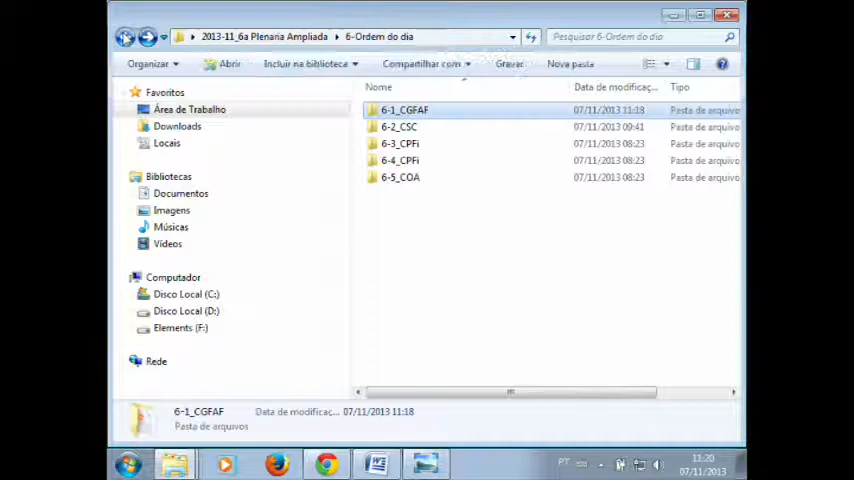 2013-11_6a Plenaria Ampliada ▸ 6-Ordem do dia
Pesquisar 6-Ordem do dia
Organizar
Abrir
Incluir na biblioteca
Compartilhar com
Gravar
Nova pasta
Favoritos
Área de Trabalho
Downloads
Locais
Bibliotecas
Documentos
Imagens
Músicas
Vídeos
Computador
Disco Local (C:)
Disco Local (D:)
Elements (F:)
Rede
Nome Data de modificaç... Tipo
6-1_CGFAF 07/11/2013 11:18 Pasta de arquivo
6-2_CSC 07/11/2013 09:41 Pasta de arquivo
6-3_CPFi 07/11/2013 08:23 Pasta de arquivo
6-4_CPFi 07/11/2013 08:23 Pasta de arquivo
6-5_COA 07/11/2013 08:23 Pasta de arquivo
6-1_CGFAF Data de modificaç... 07/11/2013 11:18
Pasta de arquivos
PT
11:20
07/11/2013